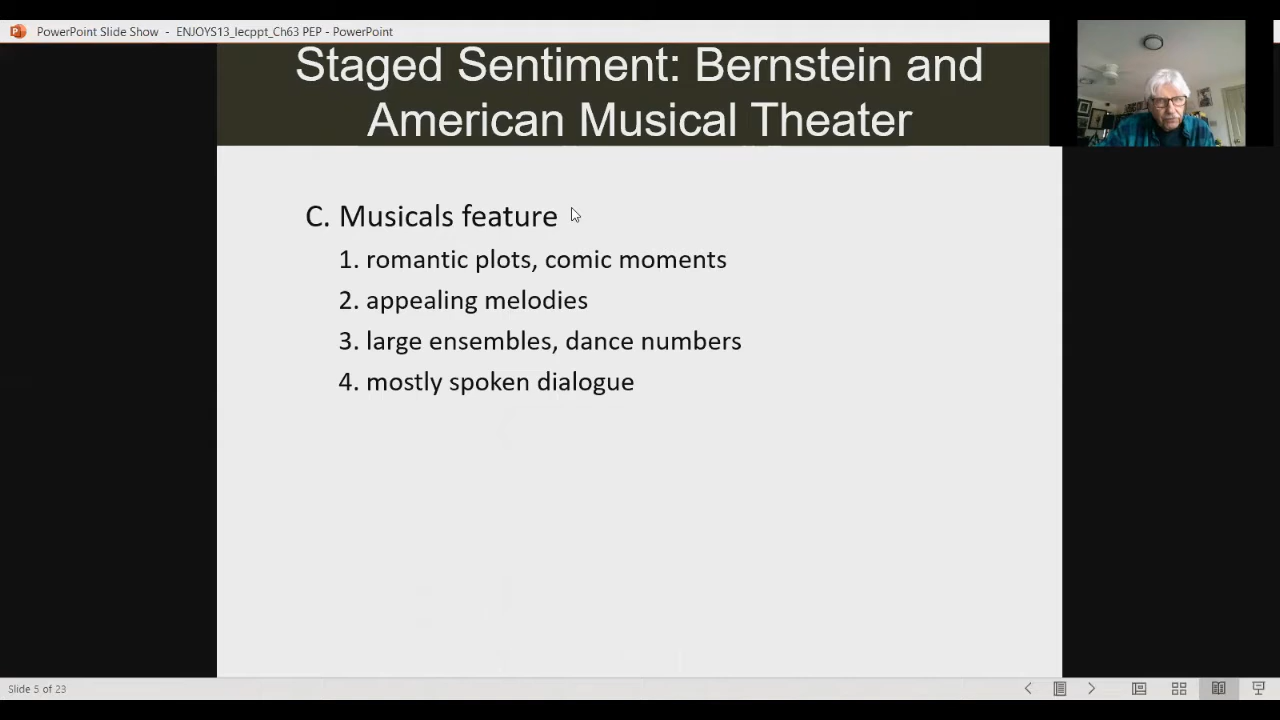 PowerPoint Slide Show - ENJOYS13_lecppt_Ch63 PEP - PowerPoint
Staged Sentiment: Bernstein and
American Musical Theater
C. Musicals feature
1. romantic plots, comic moments
2. appealing melodies
3. large ensembles, dance numbers
4. mostly spoken dialogue
Slide 5 of 23